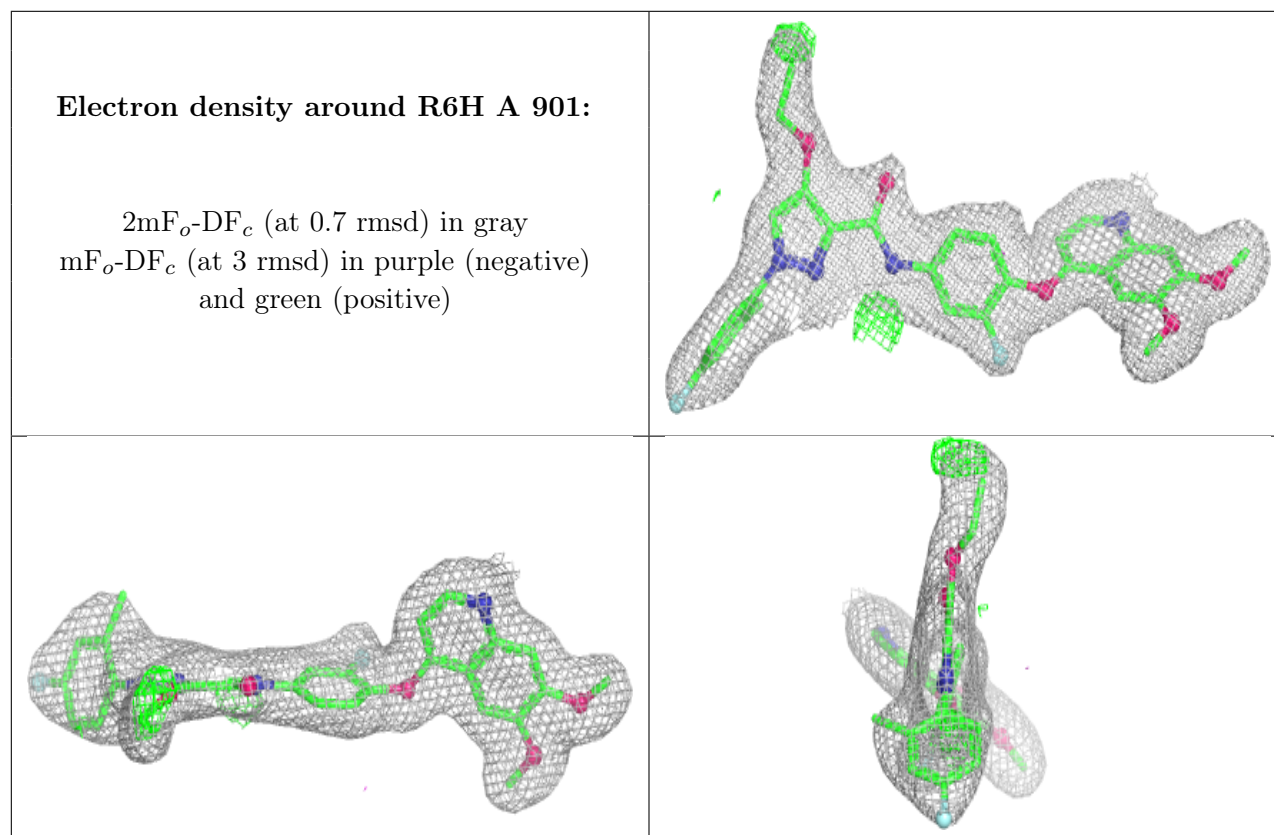 Electron density around R6H A 901:
2mFₒ-DF𝒸 (at 0.7 rmsd) in gray
mFₒ-DF𝒸 (at 3 rmsd) in purple (negative)
and green (positive)